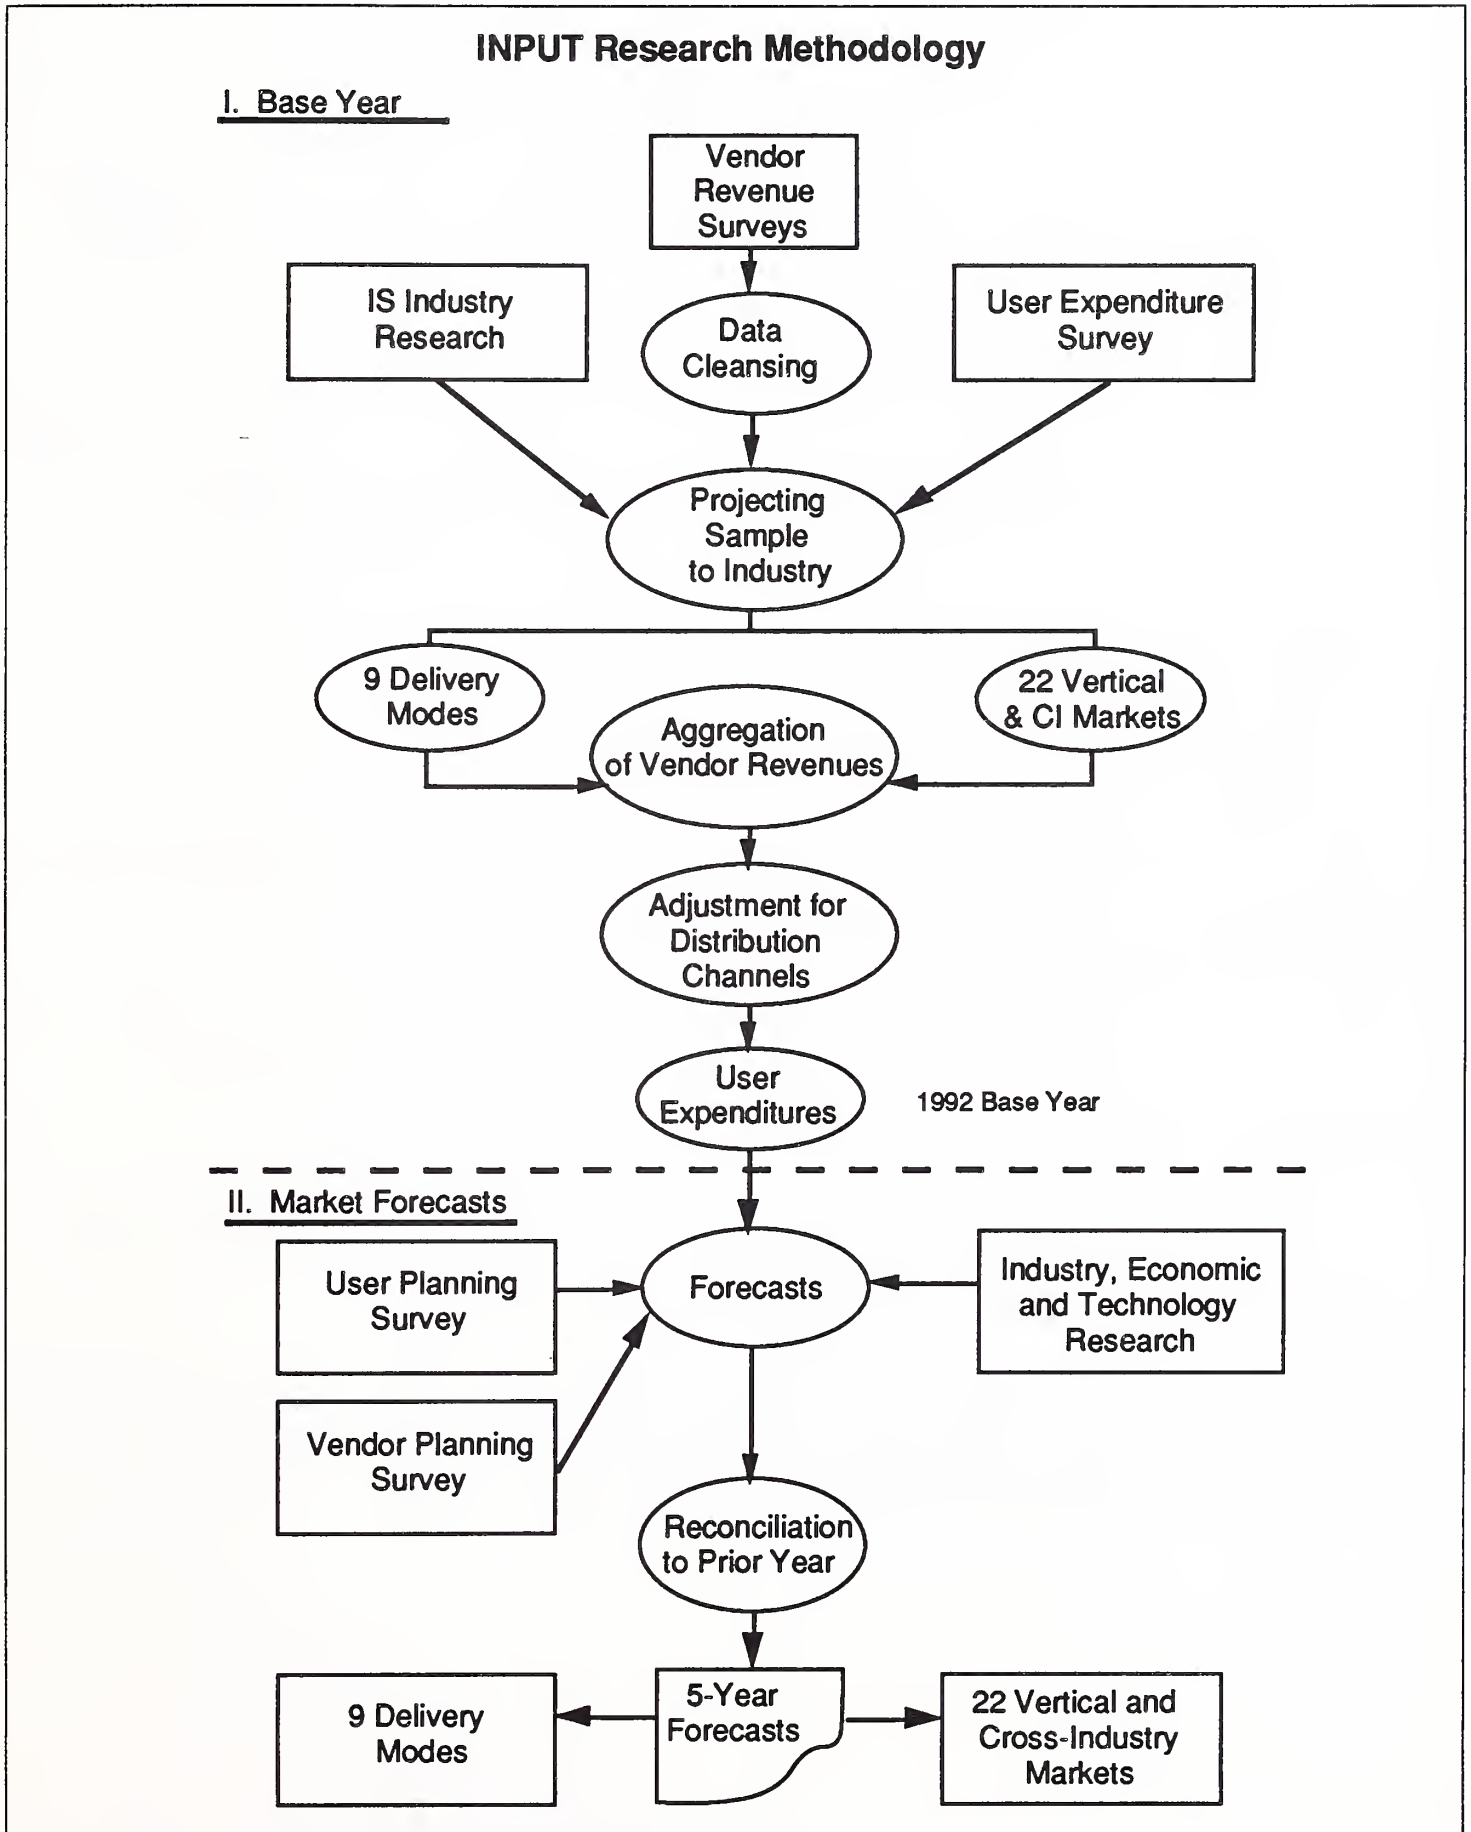 INPUT Research Methodology
I. Base Year
Vendor
Revenue
Surveys
IS Industry
Research
Data
Cleansing
User Expenditure
Survey
Projecting
Sample
to Industry
9 Delivery
Modes
Aggregation
of Vendor Revenues
22 Vertical
& CI Markets
Adjustment for
Distribution
Channels
User
Expenditures
1992 Base Year
II. Market Forecasts
User Planning
Survey
Forecasts
Industry, Economic
and Technology
Research
Vendor Planning
Survey
Reconciliation
to Prior Year
9 Delivery
Modes
5-Year
Forecasts
22 Vertical and
Cross-Industry
Markets